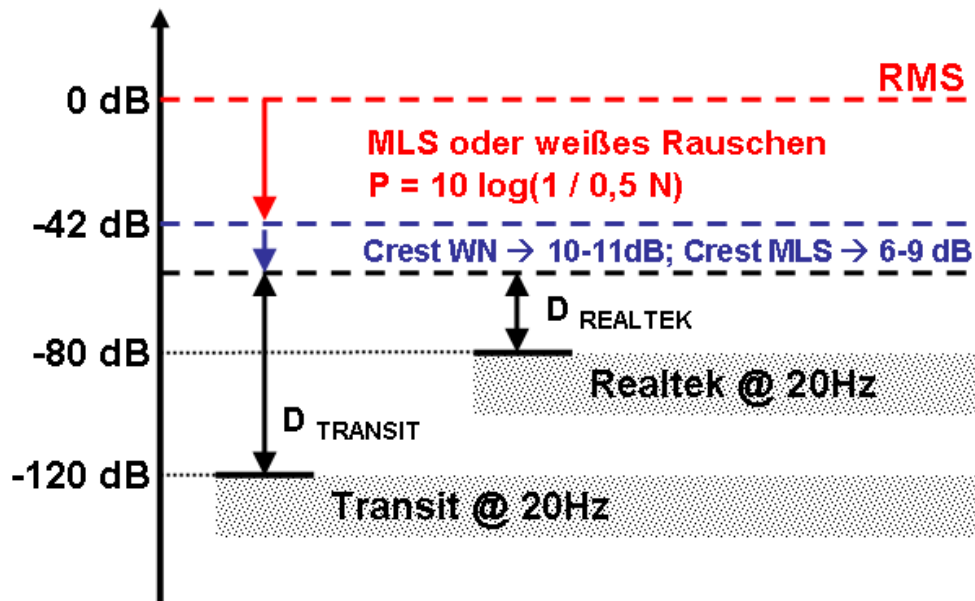 RMS
0 dB
MLS oder weißes Rauschen
P = 10 log(1 / 0,5 N)
-42 dB
Crest WN → 10-11dB; Crest MLS → 6-9 dB
D REALTEK
-80 dB
Realtek @ 20Hz
D TRANSIT
-120 dB
Transit @ 20Hz